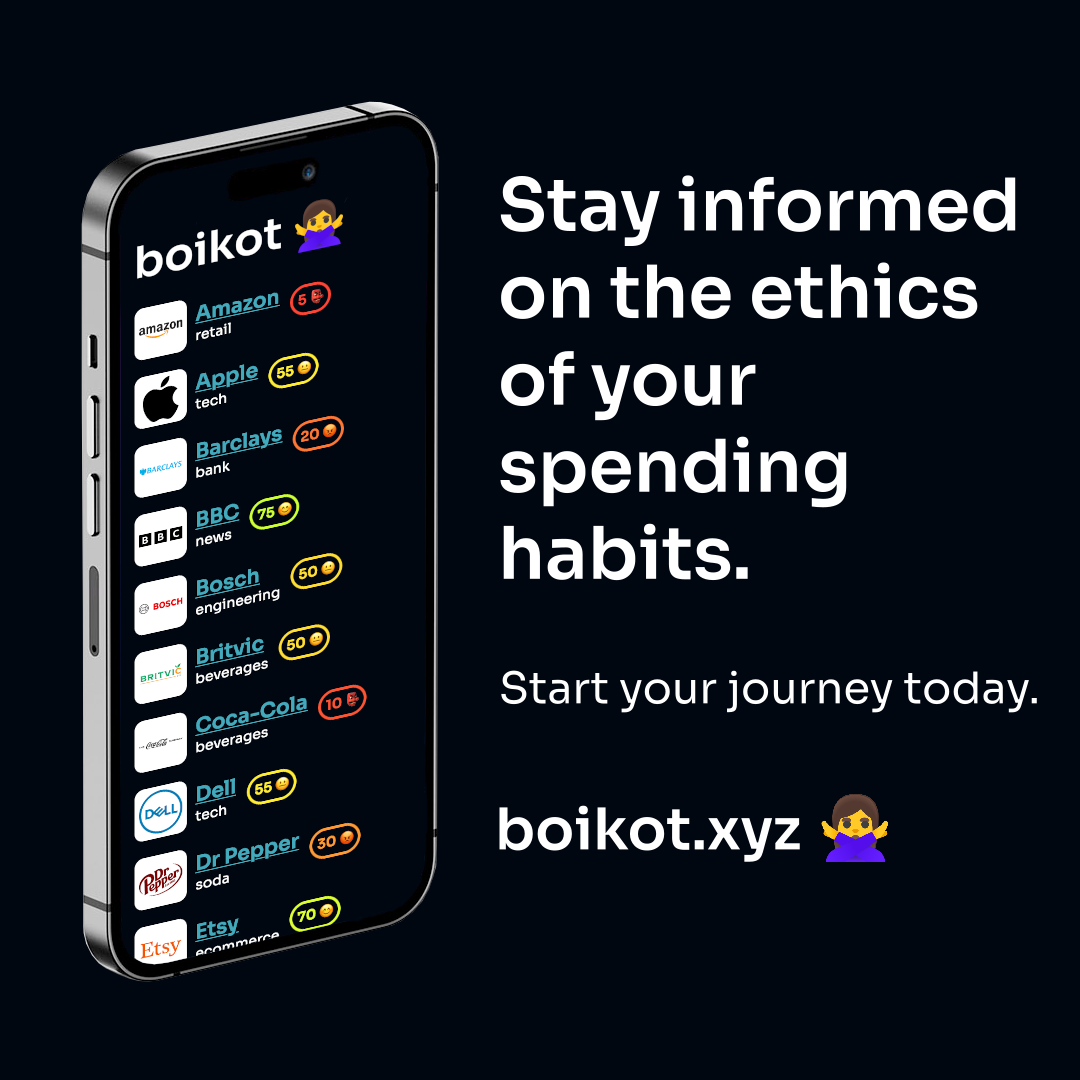 boikot
amazon
Amazon 5
retail
Apple 55
tech
BARCLAYS
Barclays 20
bank
BBC
BBC 75
news
BOSCH
Bosch 50
engineering
BRITVIC
Britvic 50
beverages
Coca-Cola
Coca-Cola 10
beverages
DELL
Dell 55
tech
Dr Pepper
Dr Pepper 30
soda
Etsy
Etsy 70
ecommerce
Stay informed
on the ethics
of your
spending
habits.
Start your journey today.
boikot.xyz